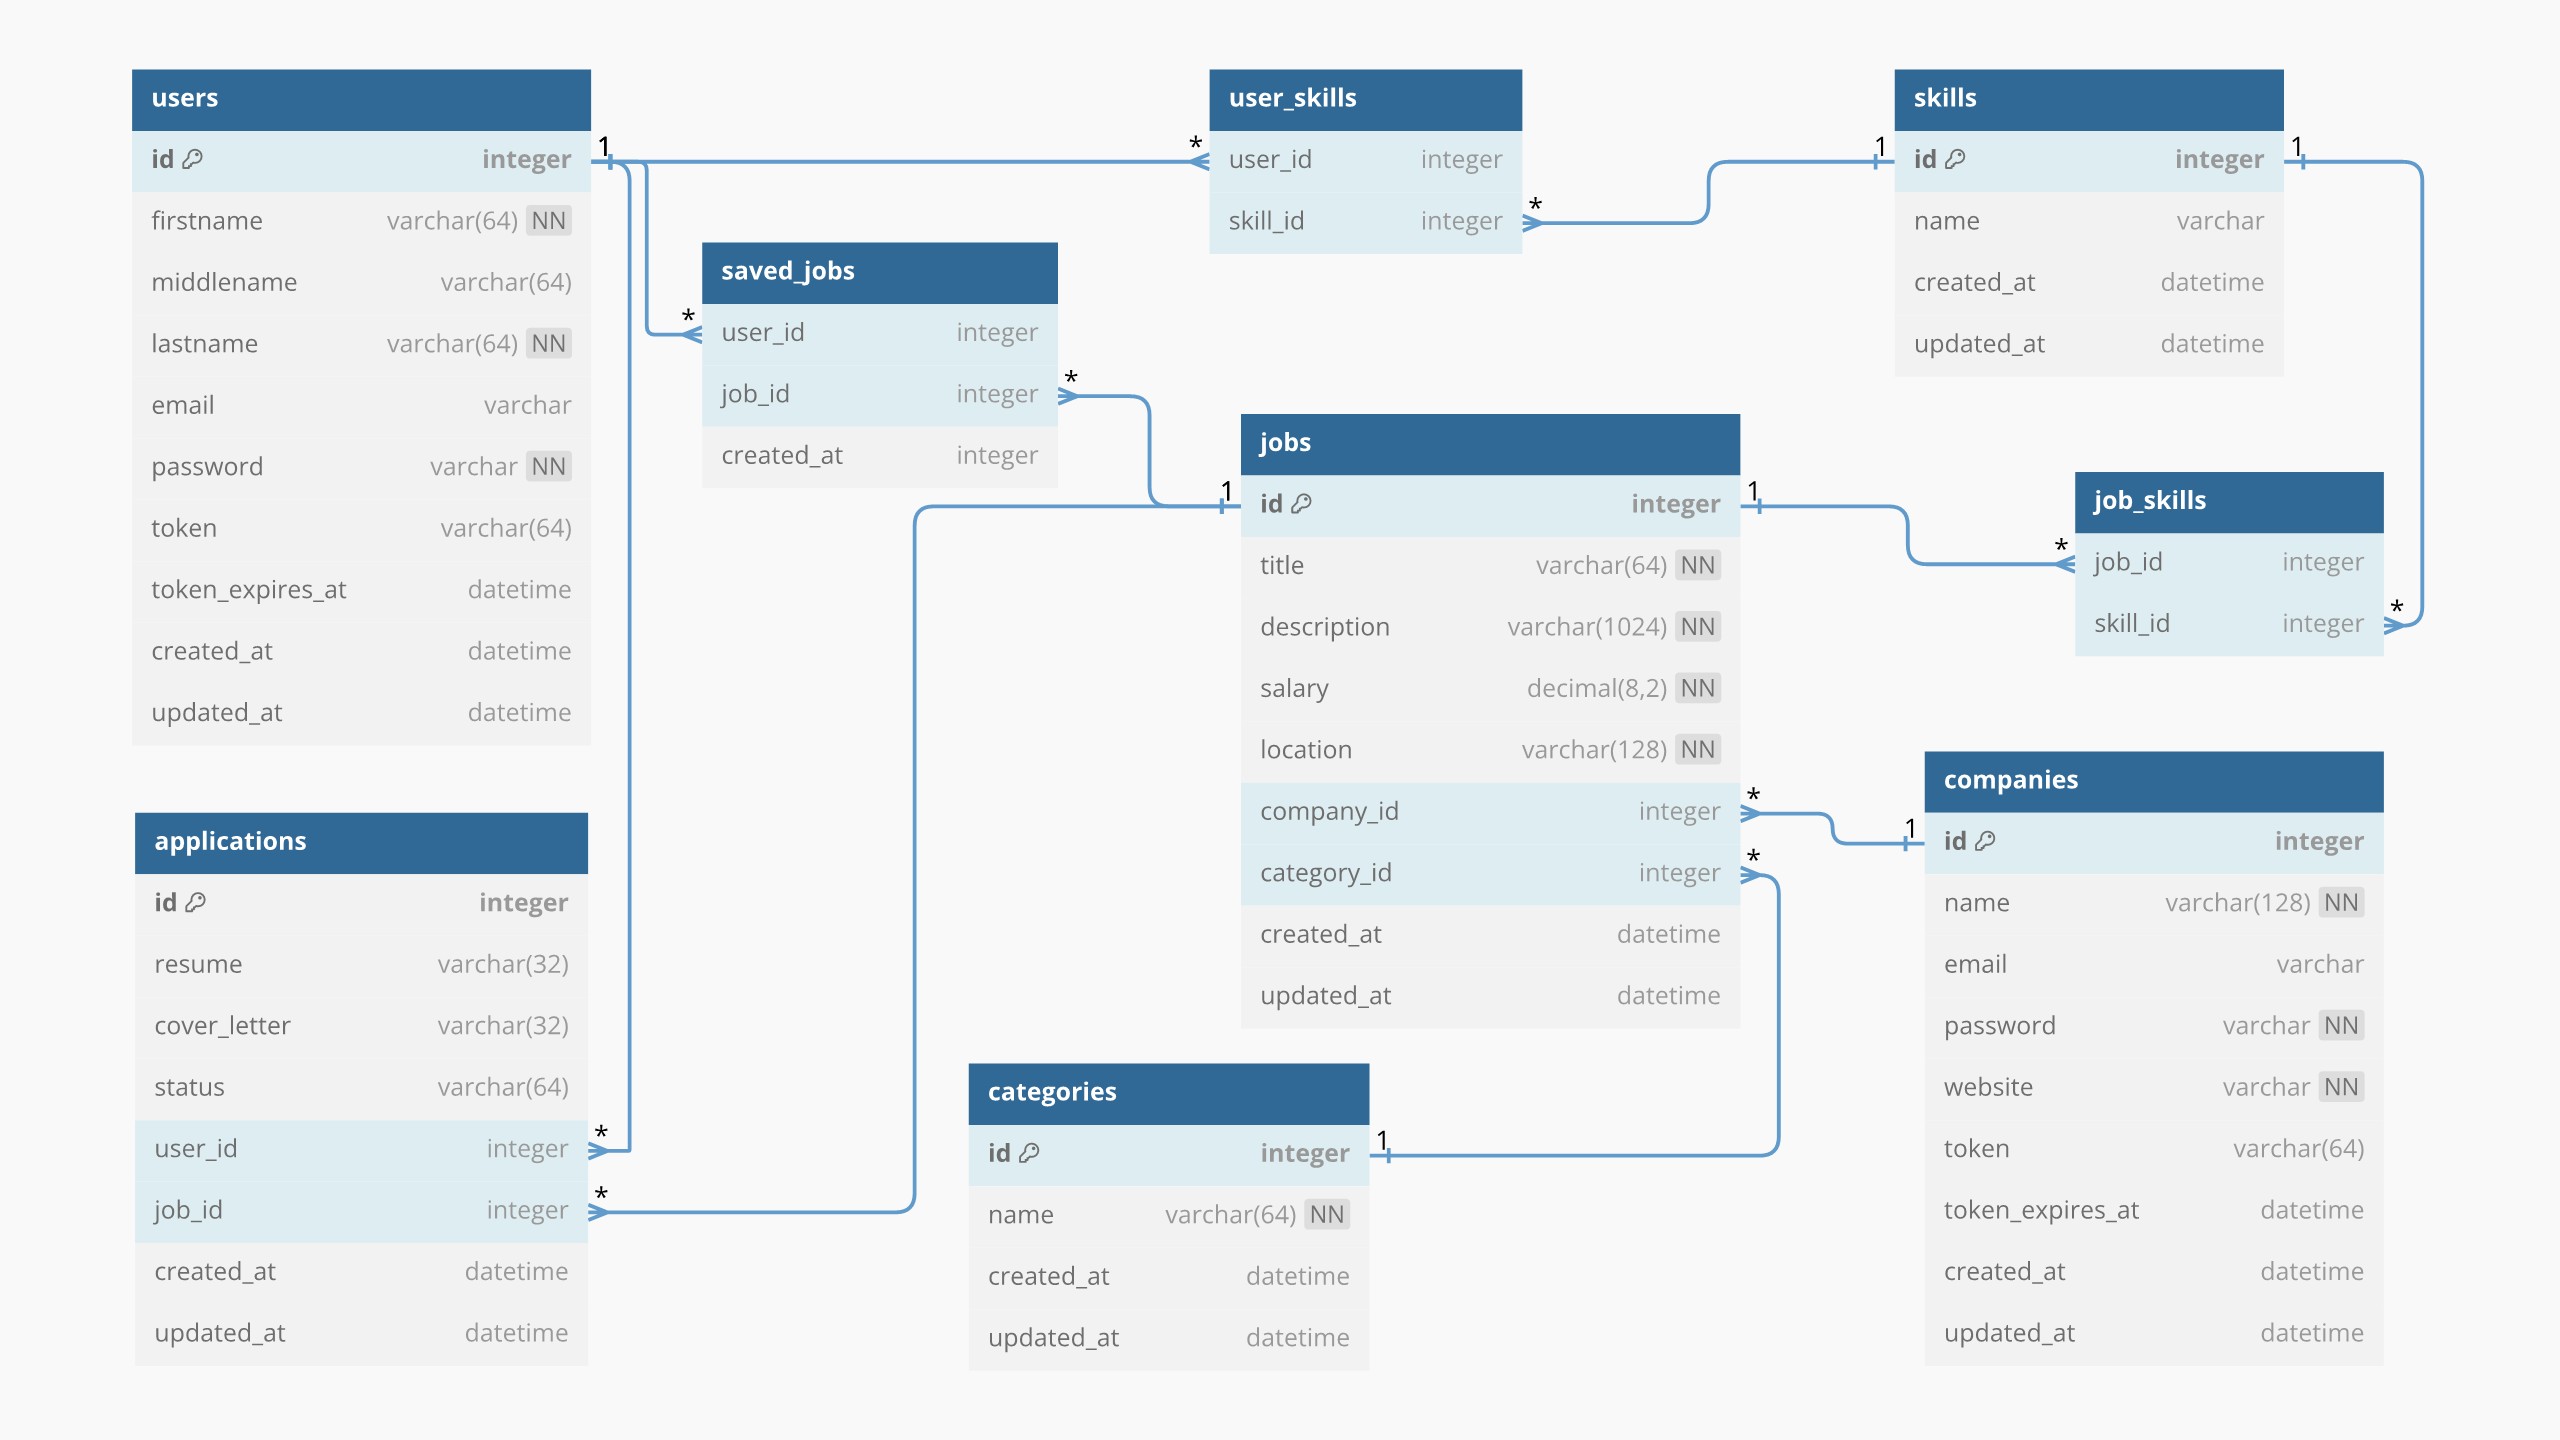 users
id integer
firstname varchar(64) NN
middlename varchar(64)
lastname varchar(64) NN
email varchar
password varchar NN
token varchar(64)
token_expires_at datetime
created_at datetime
updated_at datetime
1
*
user_skills
user_id integer
skill_id integer
*
1
skills
id integer
name varchar
created_at datetime
updated_at datetime
1
saved_jobs
*
user_id integer
job_id integer
*
created_at integer
jobs
1
id integer
1
title varchar(64) NN
description varchar(1024) NN
salary decimal(8,2) NN
location varchar(128) NN
company_id integer
*
category_id integer
*
created_at datetime
updated_at datetime
job_skills
*
job_id integer
skill_id integer
*
applications
id integer
resume varchar(32)
cover_letter varchar(32)
status varchar(64)
user_id integer
*
job_id integer
*
created_at datetime
updated_at datetime
categories
id integer
1
name varchar(64) NN
created_at datetime
updated_at datetime
companies
1
id integer
name varchar(128) NN
email varchar
password varchar NN
website varchar NN
token varchar(64)
token_expires_at datetime
created_at datetime
updated_at datetime